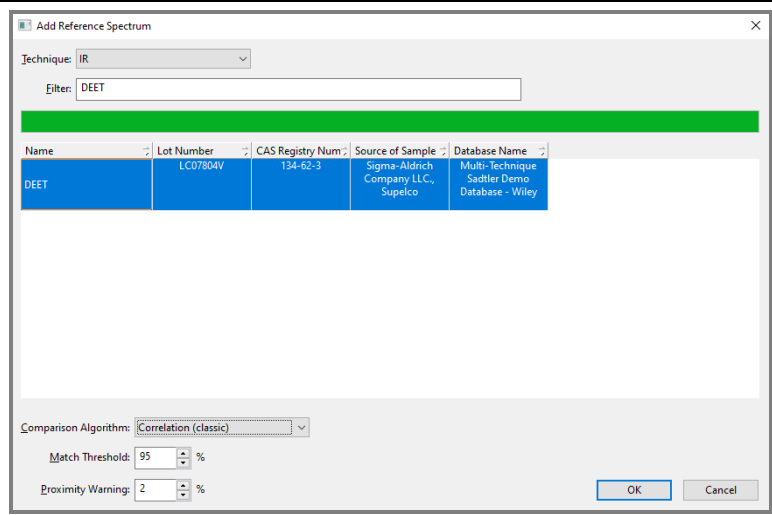 Add Reference Spectrum
Technique: IR
Filter: DEET
Name Lot Number CAS Registry Num Source of Sample Database Name
DEET LC07804V 134-62-3 Sigma-Aldrich Multi-Technique
Company LLC., Sadtler Demo
Supelco Database - Wiley
Comparison Algorithm: Correlation (classic)
Match Threshold: 95 %
Proximity Warning: 2 %
OK Cancel